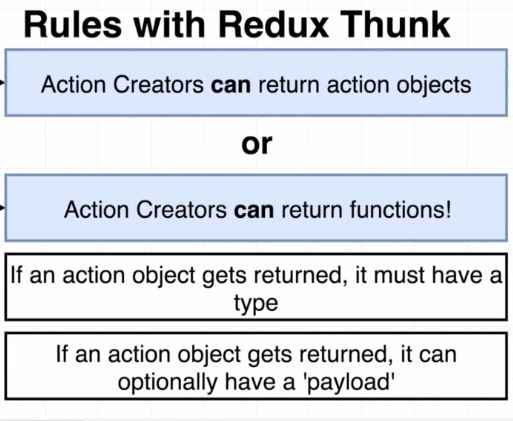 Rules with Redux Thunk
Action Creators can return action objects
or
Action Creators can return functions!
If an action object gets returned, it must have a
type
If an action object gets returned, it can
optionally have a 'payload'